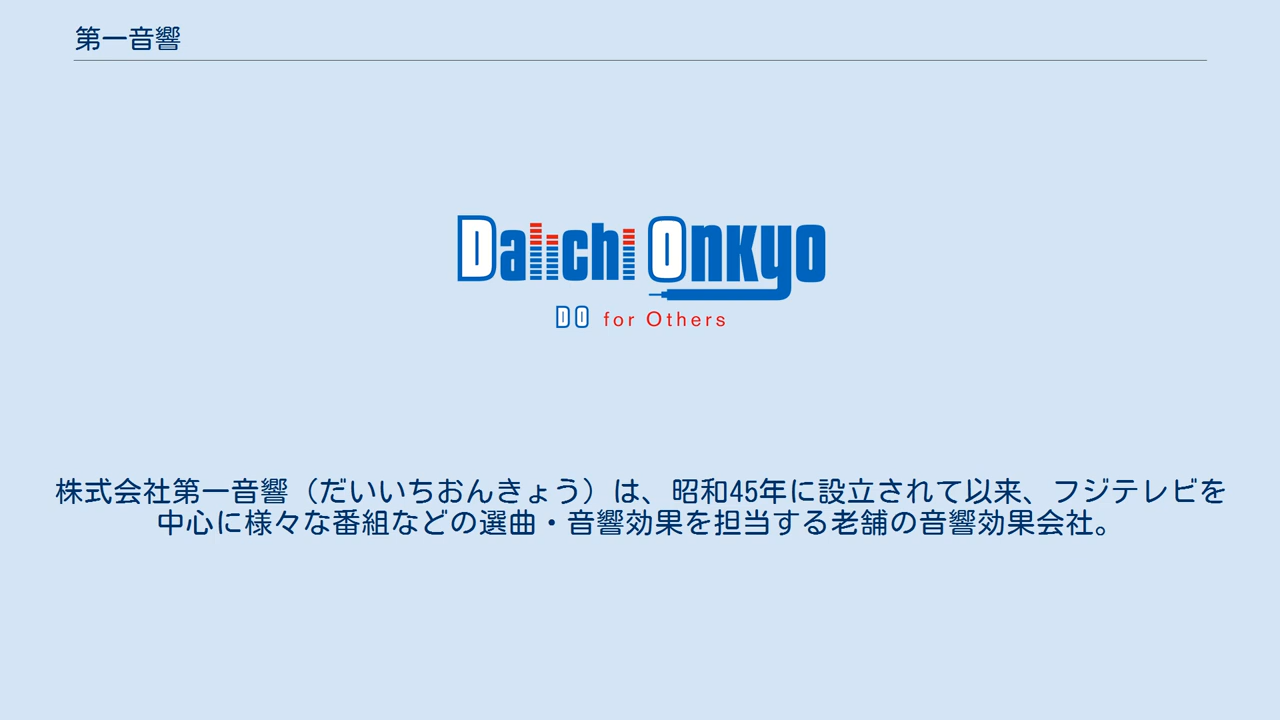 第一音響
Daiichi Onkyo
DO for Others
株式会社第一音響（だいいちおんきょう）は、昭和45年に設立されて以来、フジテレビを
中心に様々な番組などの選曲・音響効果を担当する老舗の音響効果会社。